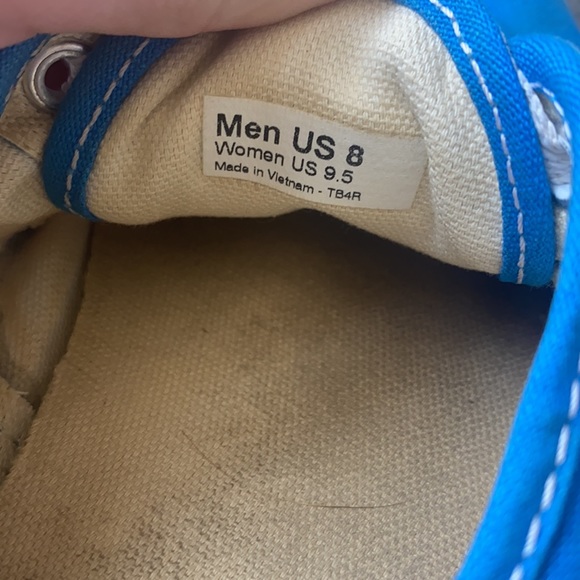 Men US 8
Women US 9.5
Made in Vietnam - TB4R